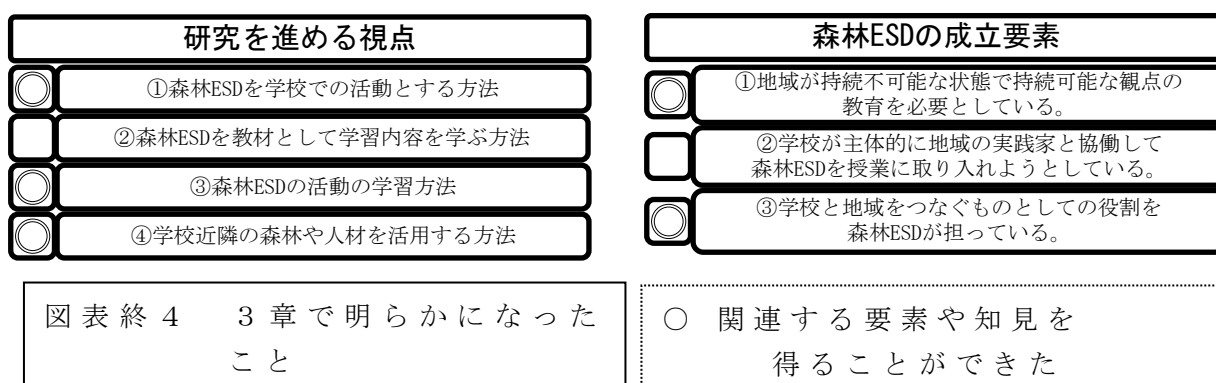 研究を進める視点
◎ ①森林ESDを学校での活動とする方法
②森林ESDを教材として学習内容を学ぶ方法
◎ ③森林ESDの活動の学習方法
◎ ④学校近隣の森林や人材を活用する方法
森林ESDの成立要素
◎ ①地域が持続不可能な状態で持続可能な観点の
教育を必要としている。
②学校が主体的に地域の実践家と協働して
森林ESDを授業に取り入れようとしている。
◎ ③学校と地域をつなぐものとしての役割を
森林ESDが担っている。
図表終４　３章で明らかになった
こと
○ 関連する要素や知見を
得ることができた